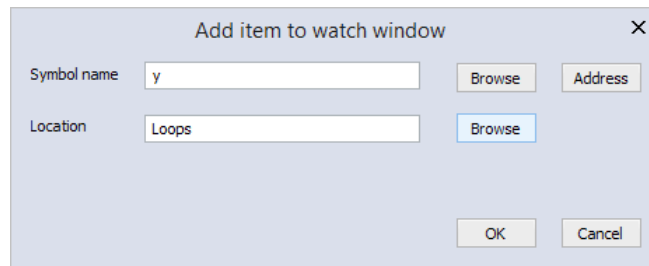 Add item to watch window
Symbol name y Browse Address
Location Loops Browse
OK Cancel